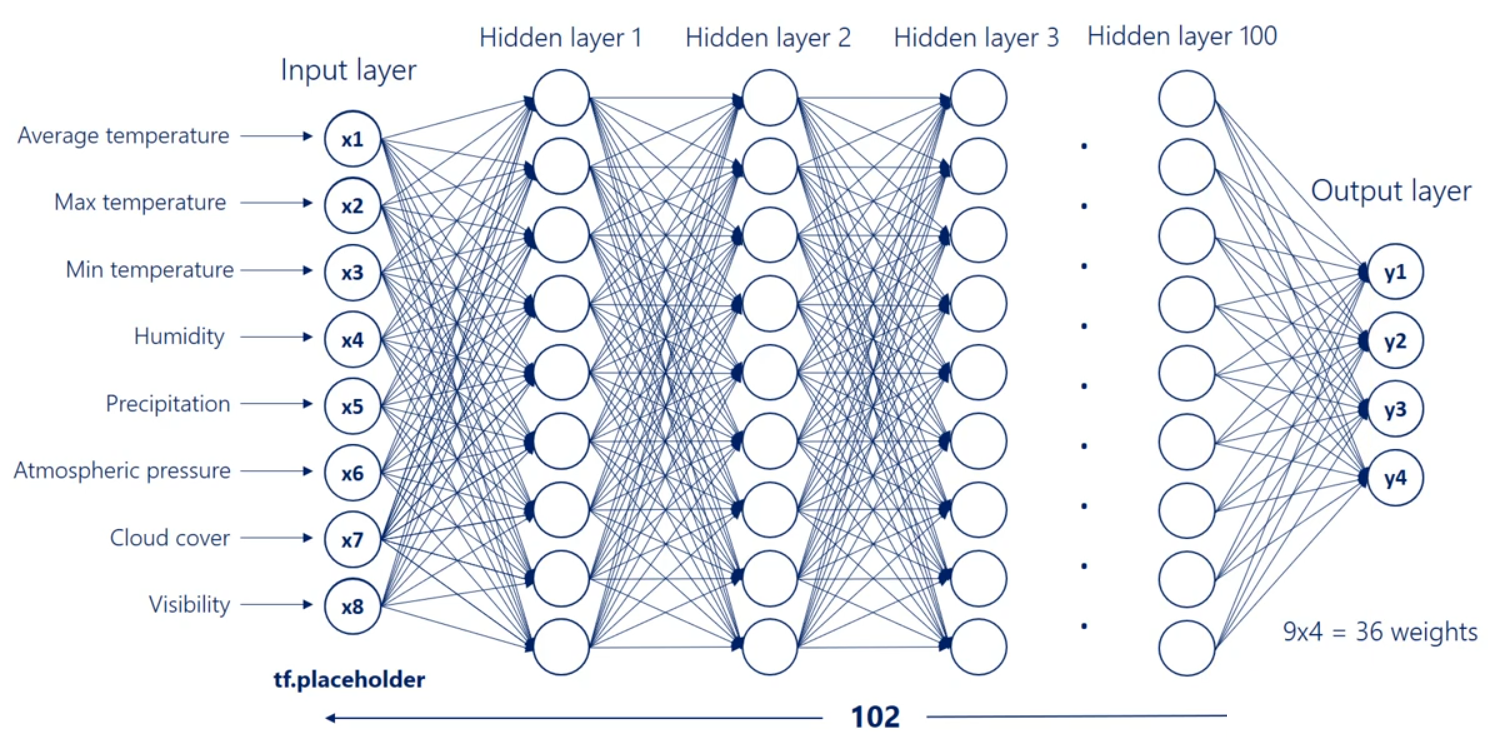 Hidden layer 1
Hidden layer 2
Hidden layer 3
Hidden layer 100
Input layer
Average temperature
x1
Max temperature
x2
Min temperature
x3
Humidity
x4
Precipitation
x5
Atmospheric pressure
x6
Cloud cover
x7
Visibility
x8
tf.placeholder
Output layer
y1
y2
y3
y4
9x4 = 36 weights
102